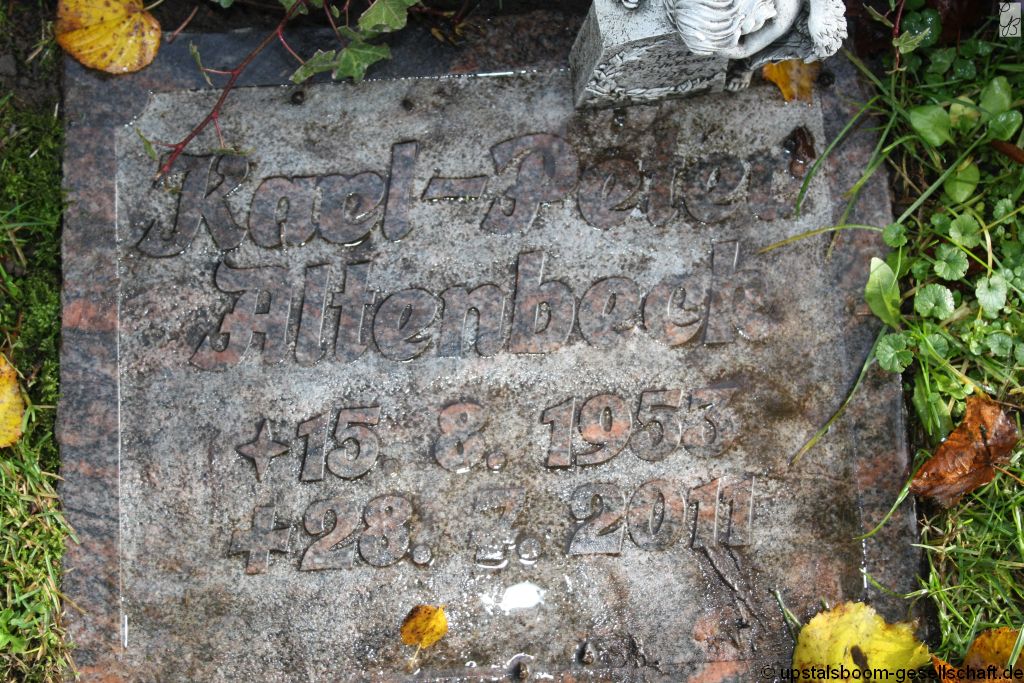 Karl-Peter
Altenbeck
15. 8. 1953
28. 7. 2011
© upstalsboom-gesellschaft.de